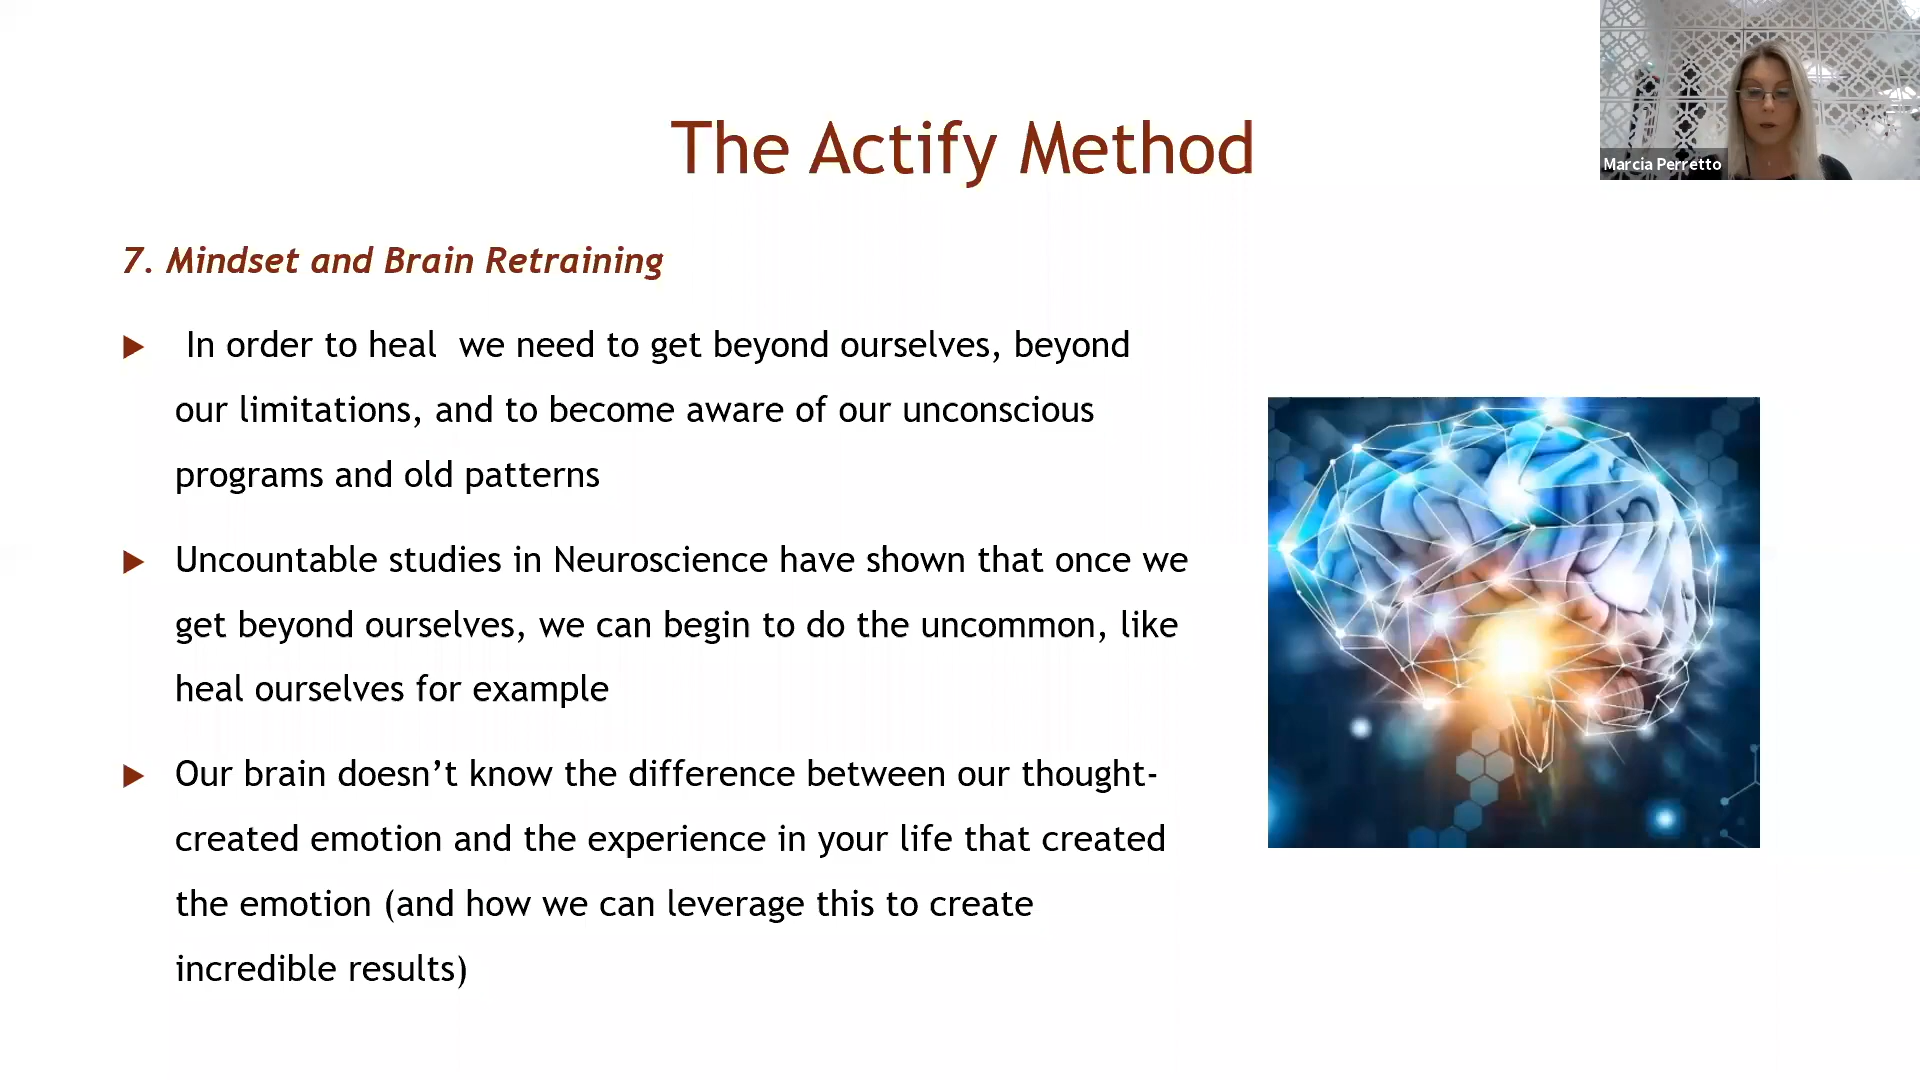 The Actify Method
Marcia Perretto
7. Mindset and Brain Retraining
In order to heal  we need to get beyond ourselves, beyond
our limitations, and to become aware of our unconscious
programs and old patterns
Uncountable studies in Neuroscience have shown that once we
get beyond ourselves, we can begin to do the uncommon, like
heal ourselves for example
Our brain doesn’t know the difference between our thought-
created emotion and the experience in your life that created
the emotion (and how we can leverage this to create
incredible results)